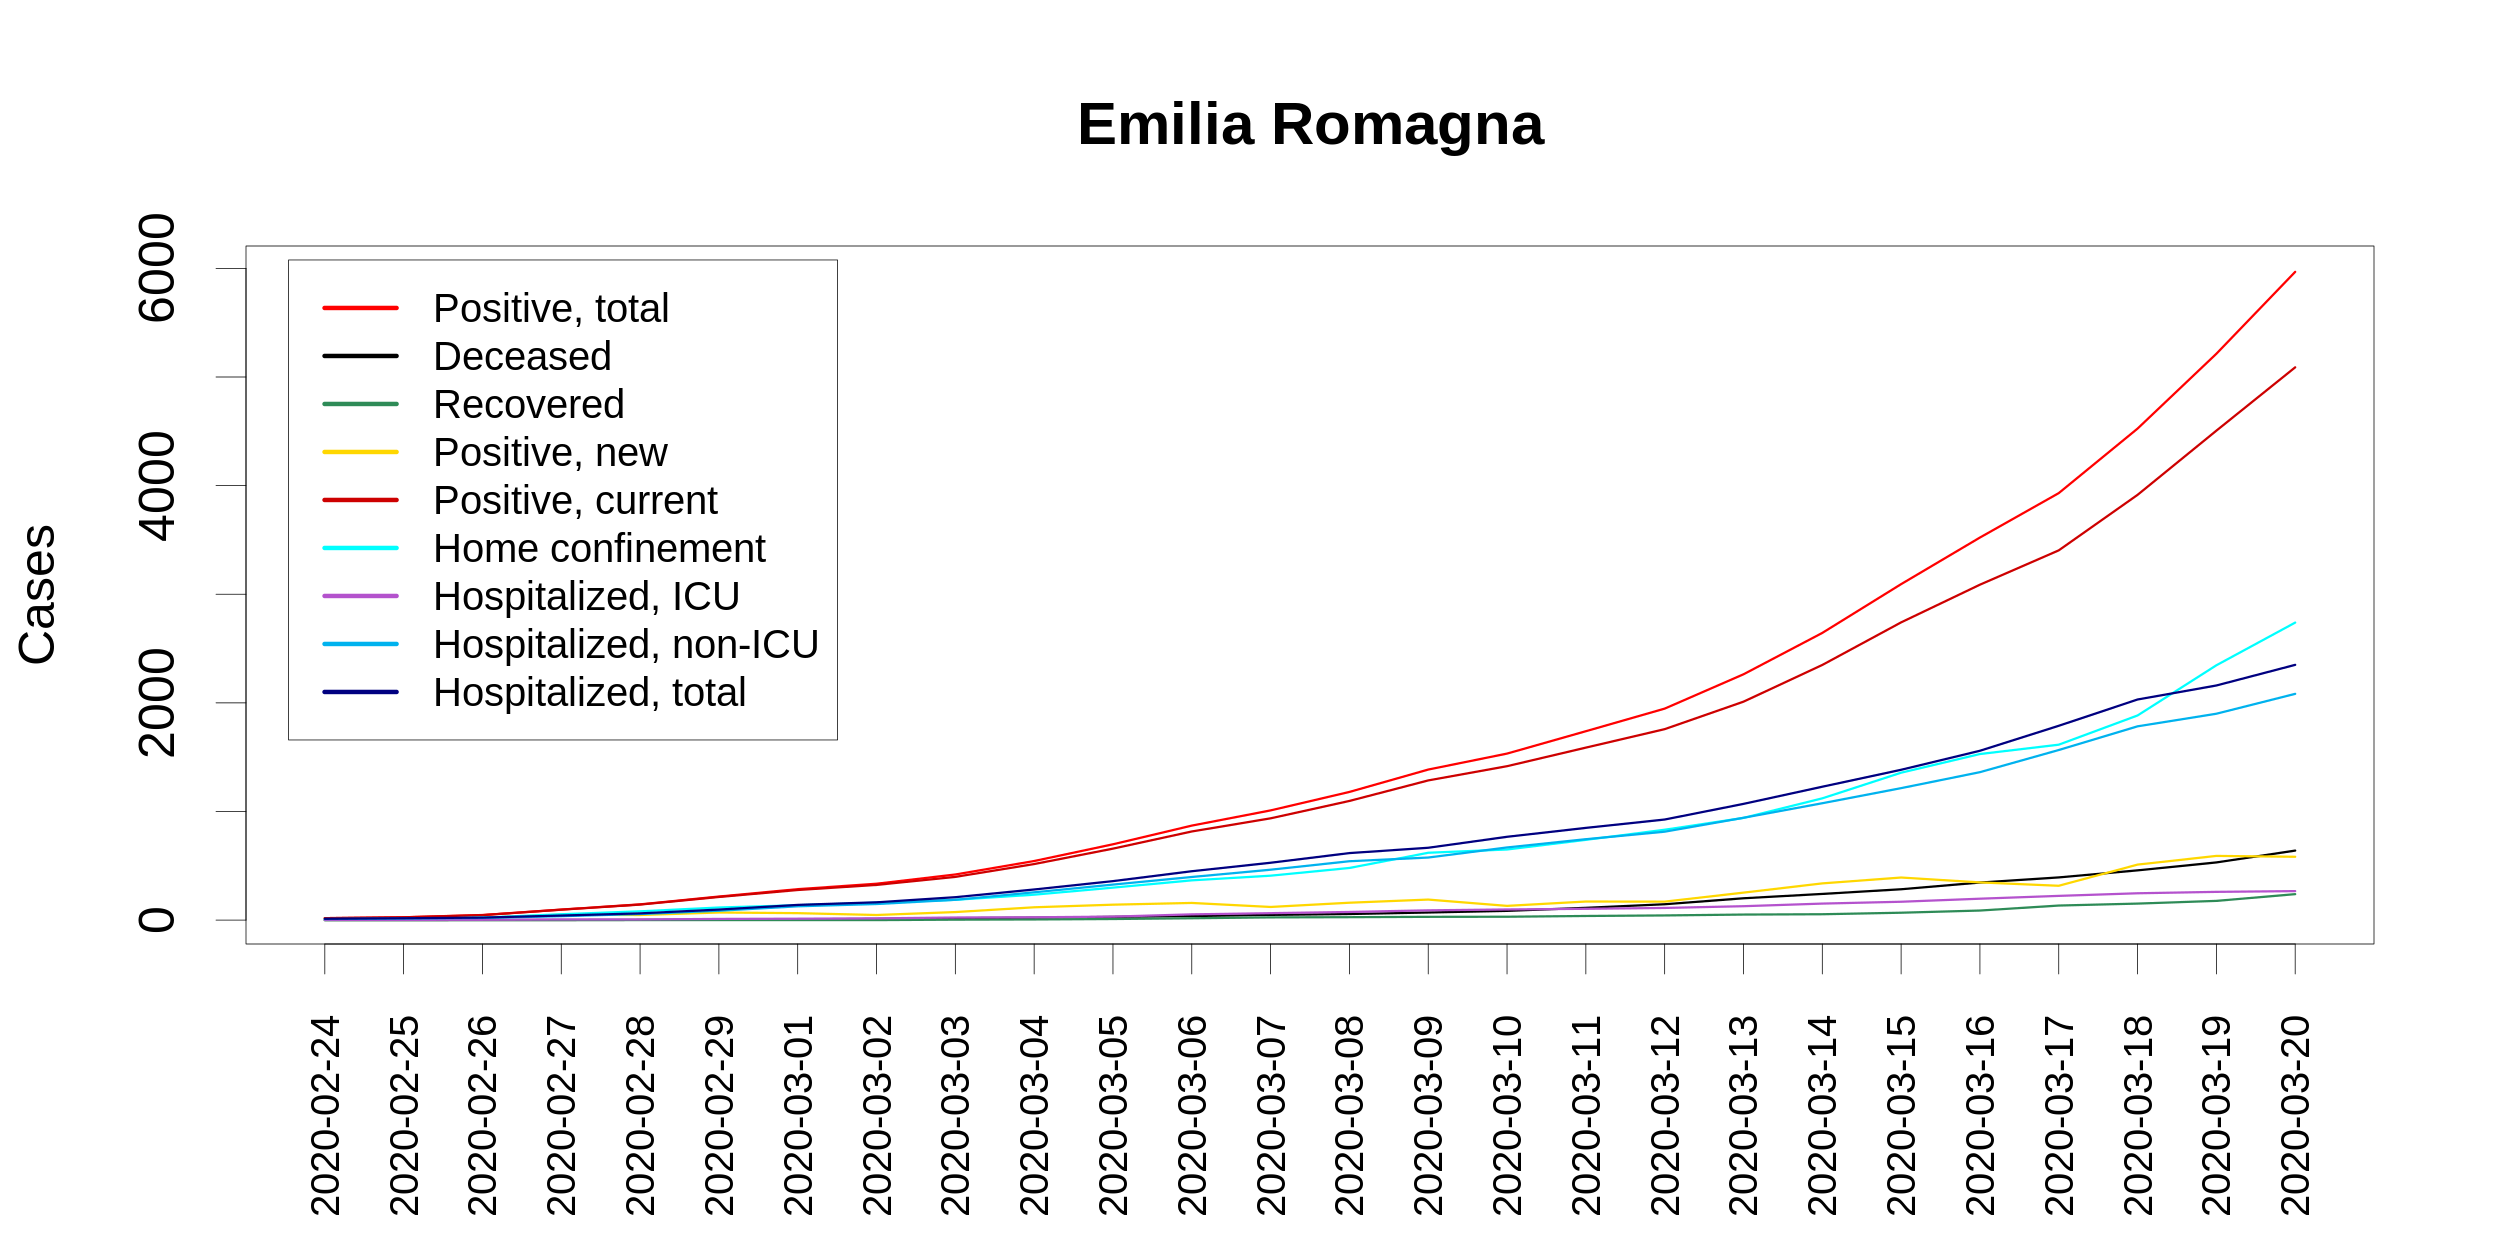 Emilia Romagna
Cases
6000
4000
2000
0
Positive, total
Deceased
Recovered
Positive, new
Positive, current
Home confinement
Hospitalized, ICU
Hospitalized, non-ICU
Hospitalized, total
2020-02-24
2020-02-25
2020-02-26
2020-02-27
2020-02-28
2020-02-29
2020-03-01
2020-03-02
2020-03-03
2020-03-04
2020-03-05
2020-03-06
2020-03-07
2020-03-08
2020-03-09
2020-03-10
2020-03-11
2020-03-12
2020-03-13
2020-03-14
2020-03-15
2020-03-16
2020-03-17
2020-03-18
2020-03-19
2020-03-20